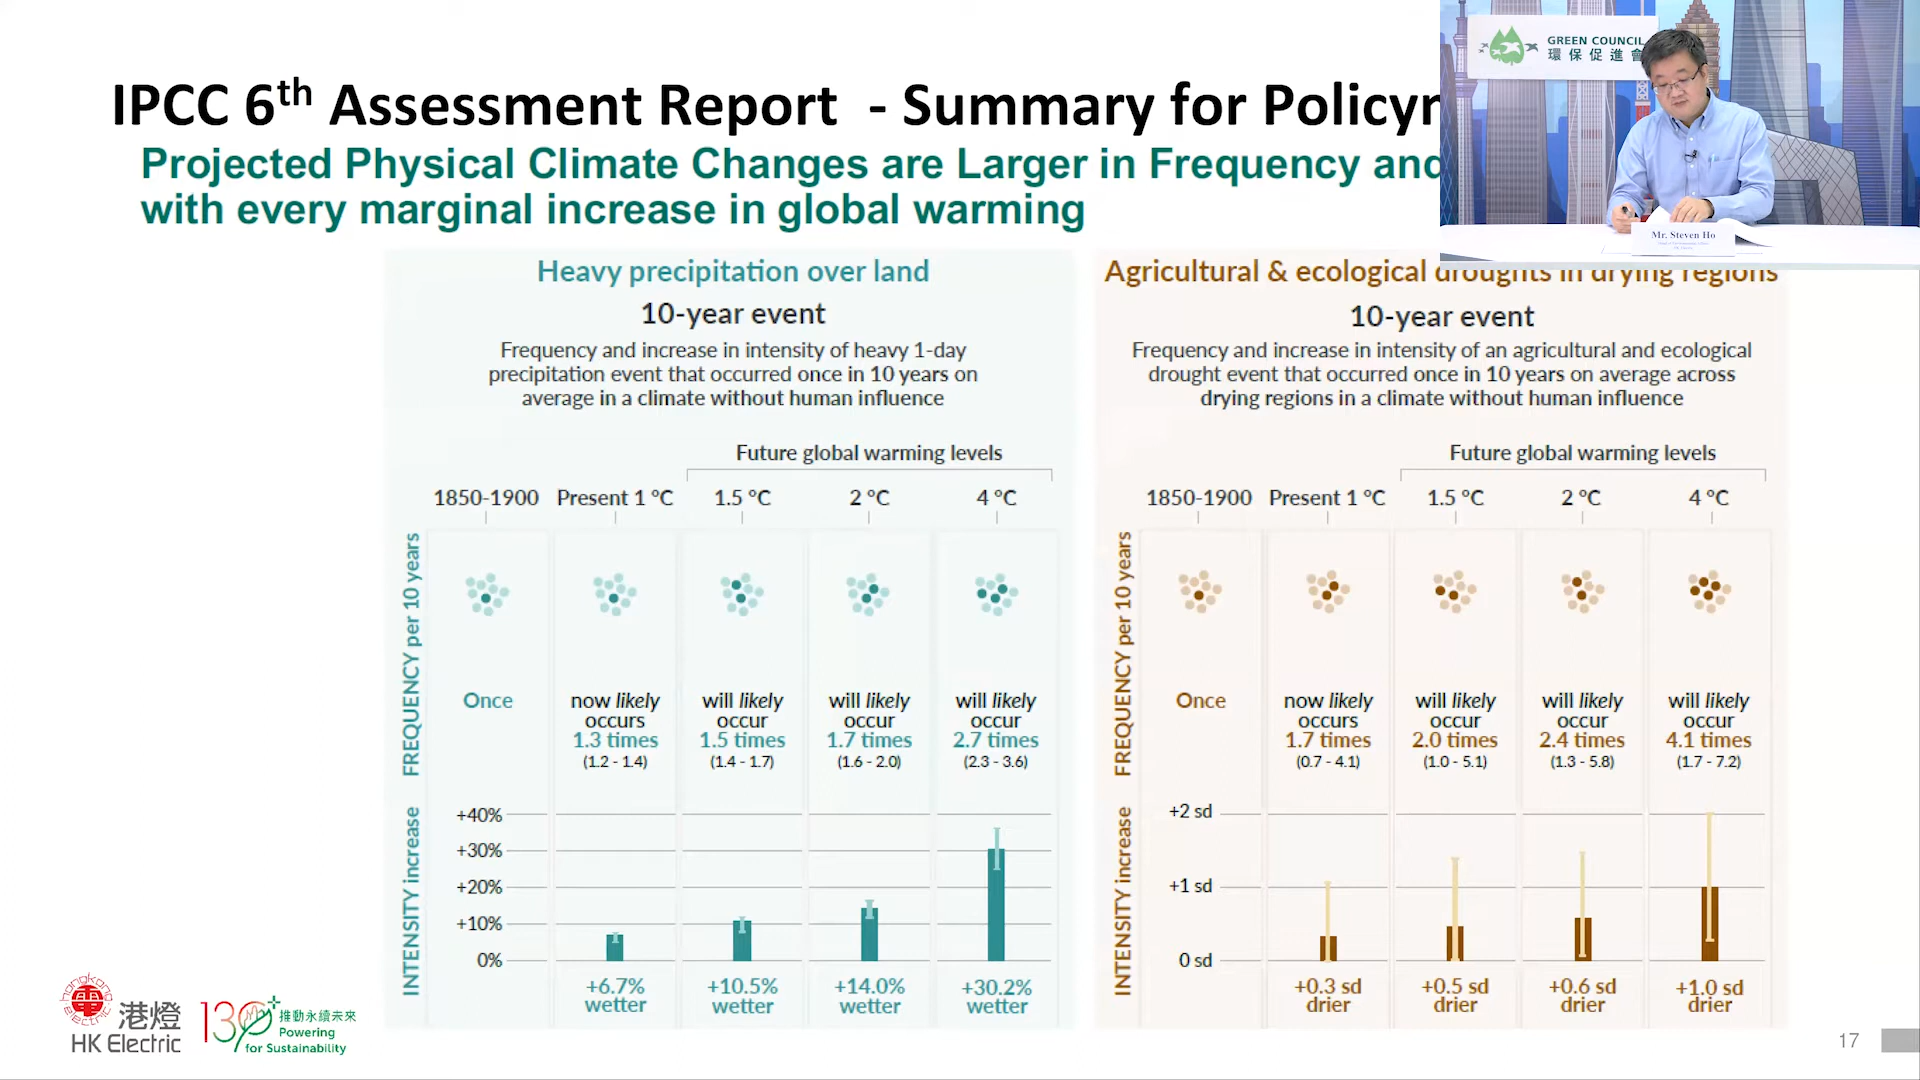 IPCC 6th Assessment Report - Summary for Policy
Projected Physical Climate Changes are Larger in Frequency and
with every marginal increase in global warming
GREEN COUNCIL
環保促進會
Mr. Steven Ho
Heavy precipitation over land
10-year event
Frequency and increase in intensity of heavy 1-day
precipitation event that occurred once in 10 years on
average in a climate without human influence
Future global warming levels
1850-1900 Present 1 °C 1.5 °C 2 °C 4 °C
FREQUENCY per 10 years
Once
now likely occurs 1.3 times (1.2 - 1.4)
will likely occur 1.5 times (1.4 - 1.7)
will likely occur 1.7 times (1.6 - 2.0)
will likely occur 2.7 times (2.3 - 3.6)
INTENSITY increase
+40%
+30%
+20%
+10%
0%
+6.7% wetter
+10.5% wetter
+14.0% wetter
+30.2% wetter
Agricultural & ecological droughts in drying regions
10-year event
Frequency and increase in intensity of an agricultural and ecological
drought event that occurred once in 10 years on average across
drying regions in a climate without human influence
Future global warming levels
1850-1900 Present 1 °C 1.5 °C 2 °C 4 °C
FREQUENCY per 10 years
Once
now likely occurs 1.7 times (0.7 - 4.1)
will likely occur 2.0 times (1.0 - 5.1)
will likely occur 2.4 times (1.3 - 5.8)
will likely occur 4.1 times (1.7 - 7.2)
INTENSITY increase
+2 sd
+1 sd
0 sd
+0.3 sd drier
+0.5 sd drier
+0.6 sd drier
+1.0 sd drier
hongkong electric
港燈
HK Electric
130
推動永續未來
Powering
for Sustainability
17